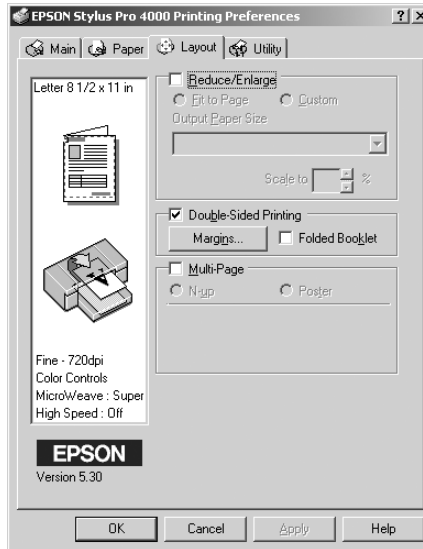 EPSON Stylus Pro 4000 Printing Preferences
Main Paper Layout Utility
Letter 8 1/2 x 11 in
Reduce/Enlarge
Fit to Page Custom
Output Paper Size
Scale to %
Double-Sided Printing
Margins... Folded Booklet
Multi-Page
N-up Poster
Fine - 720dpi
Color Controls
MicroWeave : Super
High Speed : Off
EPSON
Version 5.30
OK Cancel Apply Help